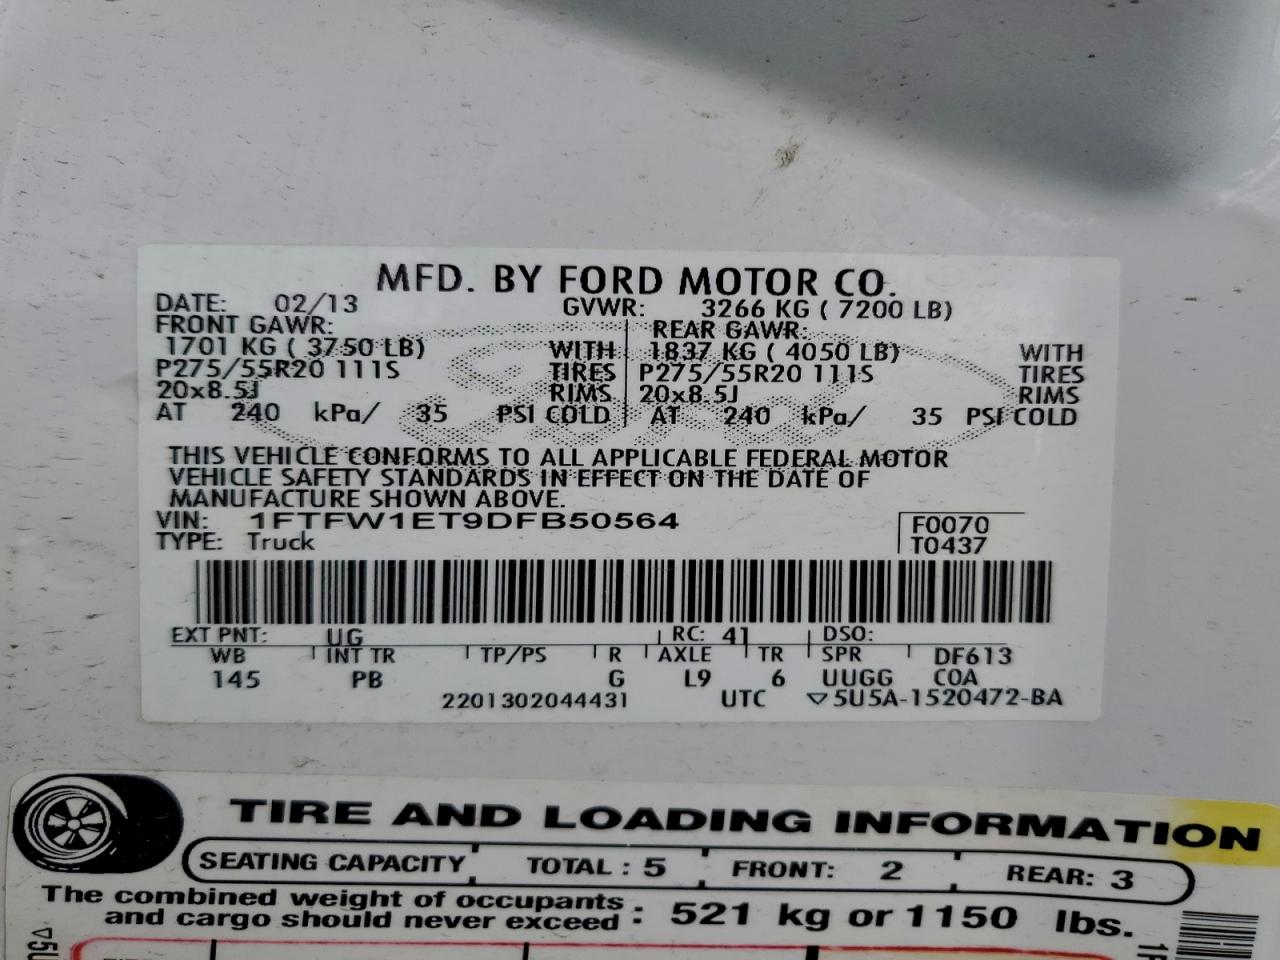 MFD. BY FORD MOTOR CO.
DATE: 02/13 GVWR: 3266 KG ( 7200 LB)
FRONT GAWR: REAR GAWR:
1701 KG ( 3750 LB) WITH 1837 KG ( 4050 LB) WITH
P275/55R20 111S TIRES P275/55R20 111S TIRES
20x8.5J RIMS 20x8.5J RIMS
AT 240 kPa/ 35 PSI COLD AT 240 kPa/ 35 PSI COLD
THIS VEHICLE CONFORMS TO ALL APPLICABLE FEDERAL MOTOR
VEHICLE SAFETY STANDARDS IN EFFECT ON THE DATE OF
MANUFACTURE SHOWN ABOVE.
VIN: 1FTFW1ET9DFB50564 F0070
TYPE: Truck T0437
EXT PNT: UG RC: 41 DSO:
WB INT TR TP/PS R AXLE TR SPR DF613
145 PB G L9 6 UUGG COA
2201302044431 UTC ▽5U5A-1520472-BA
TIRE AND LOADING INFORMATION
SEATING CAPACITY TOTAL : 5 FRONT: 2 REAR: 3
The combined weight of occupants
and cargo should never exceed : 521 kg or 1150 lbs.
▽5U